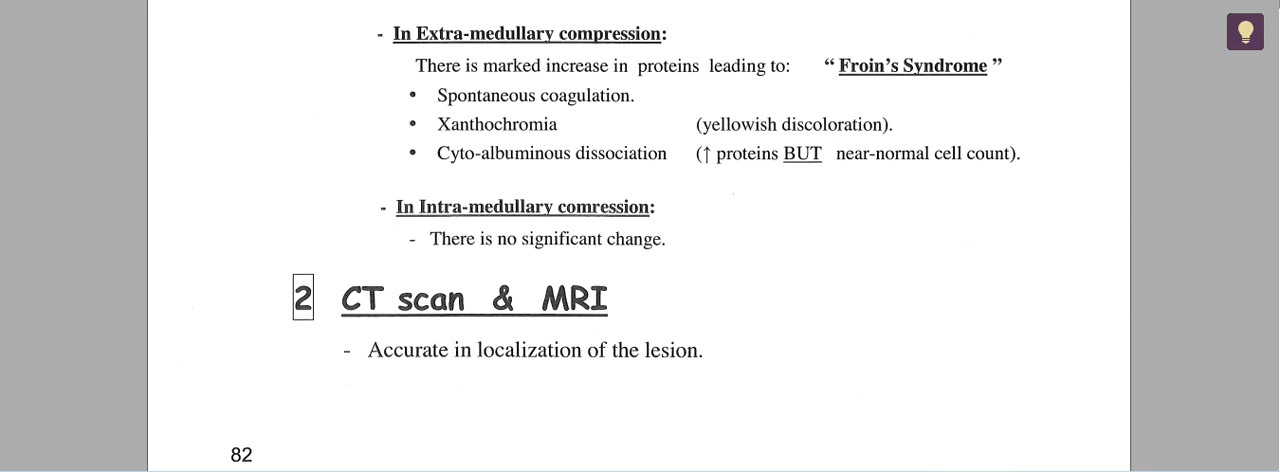 - In Extra-medullary compression:
There is marked increase in proteins leading to: “ Froin’s Syndrome ”
• Spontaneous coagulation.
• Xanthochromia (yellowish discoloration).
• Cyto-albuminous dissociation (↑ proteins BUT near-normal cell count).
- In Intra-medullary comression:
- There is no significant change.
2 CT scan & MRI
- Accurate in localization of the lesion.
82